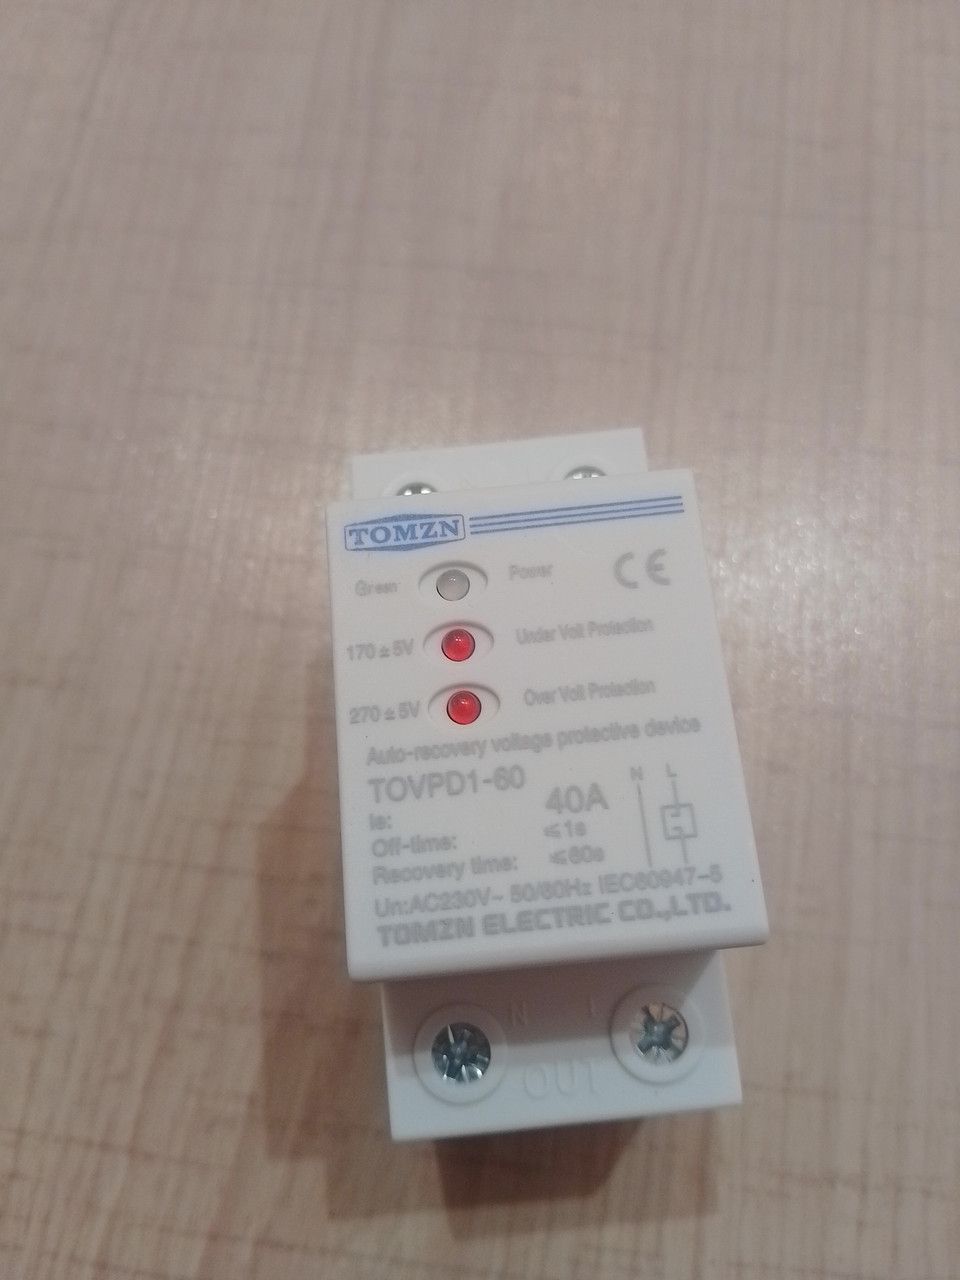 TOMZN
Green Power CE
170±5V Under Volt Protection
270±5V Over Volt Protection
Auto-recovery voltage protective device
TOVPD1-60
Ie: 40A
Off-time: ≤1s
Recovery time: ≤60s
N L
Un:AC230V~ 50/60Hz IEC60947-5
TOMZN ELECTRIC CO.,LTD.
N L
OUT